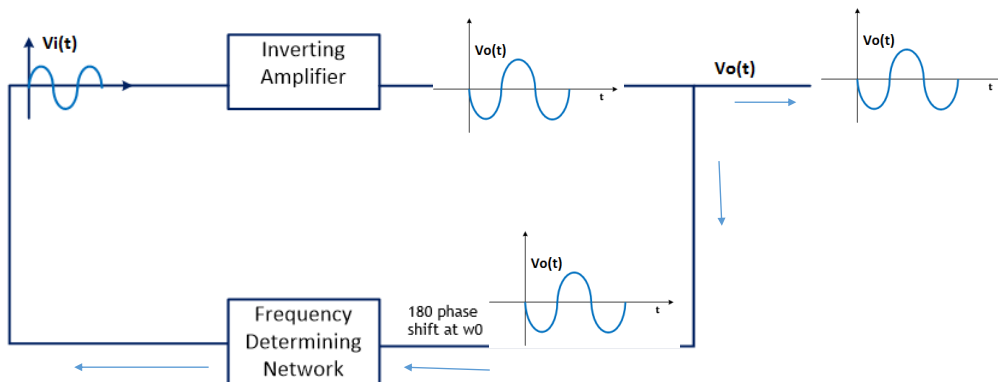 Vi(t)
Inverting
Amplifier
Vo(t)
t
Vo(t)
Vo(t)
t
Frequency
Determining
Network
180 phase
shift at w0
Vo(t)
t